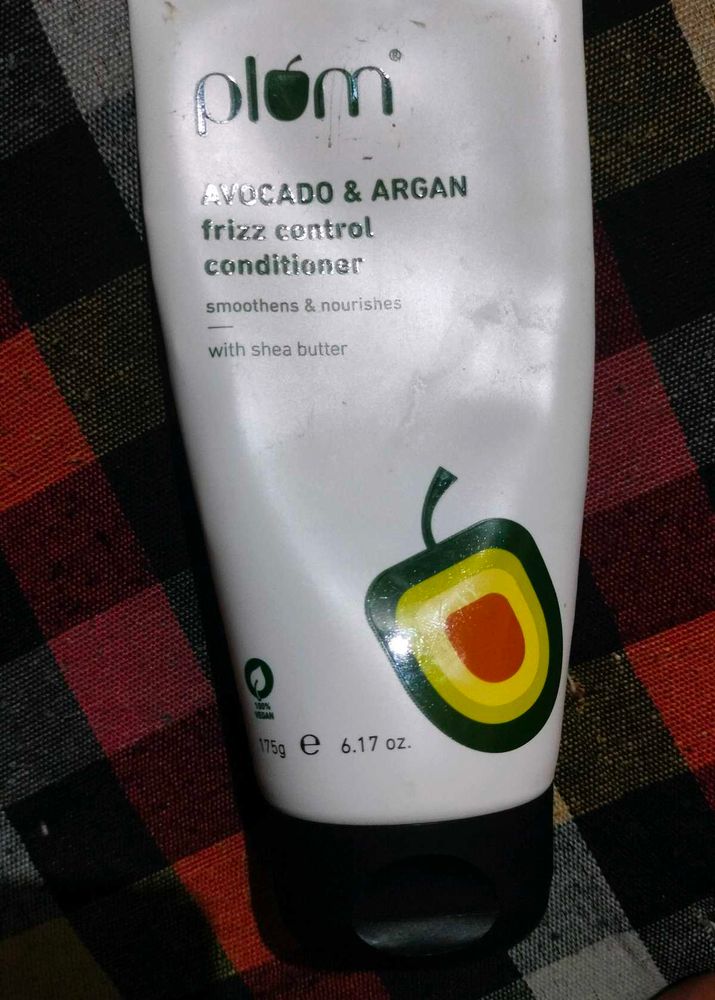 plum®
AVOCADO & ARGAN
frizz control
conditioner
smoothens & nourishes
with shea butter
100%
VEGAN
175g e 6.17 oz.